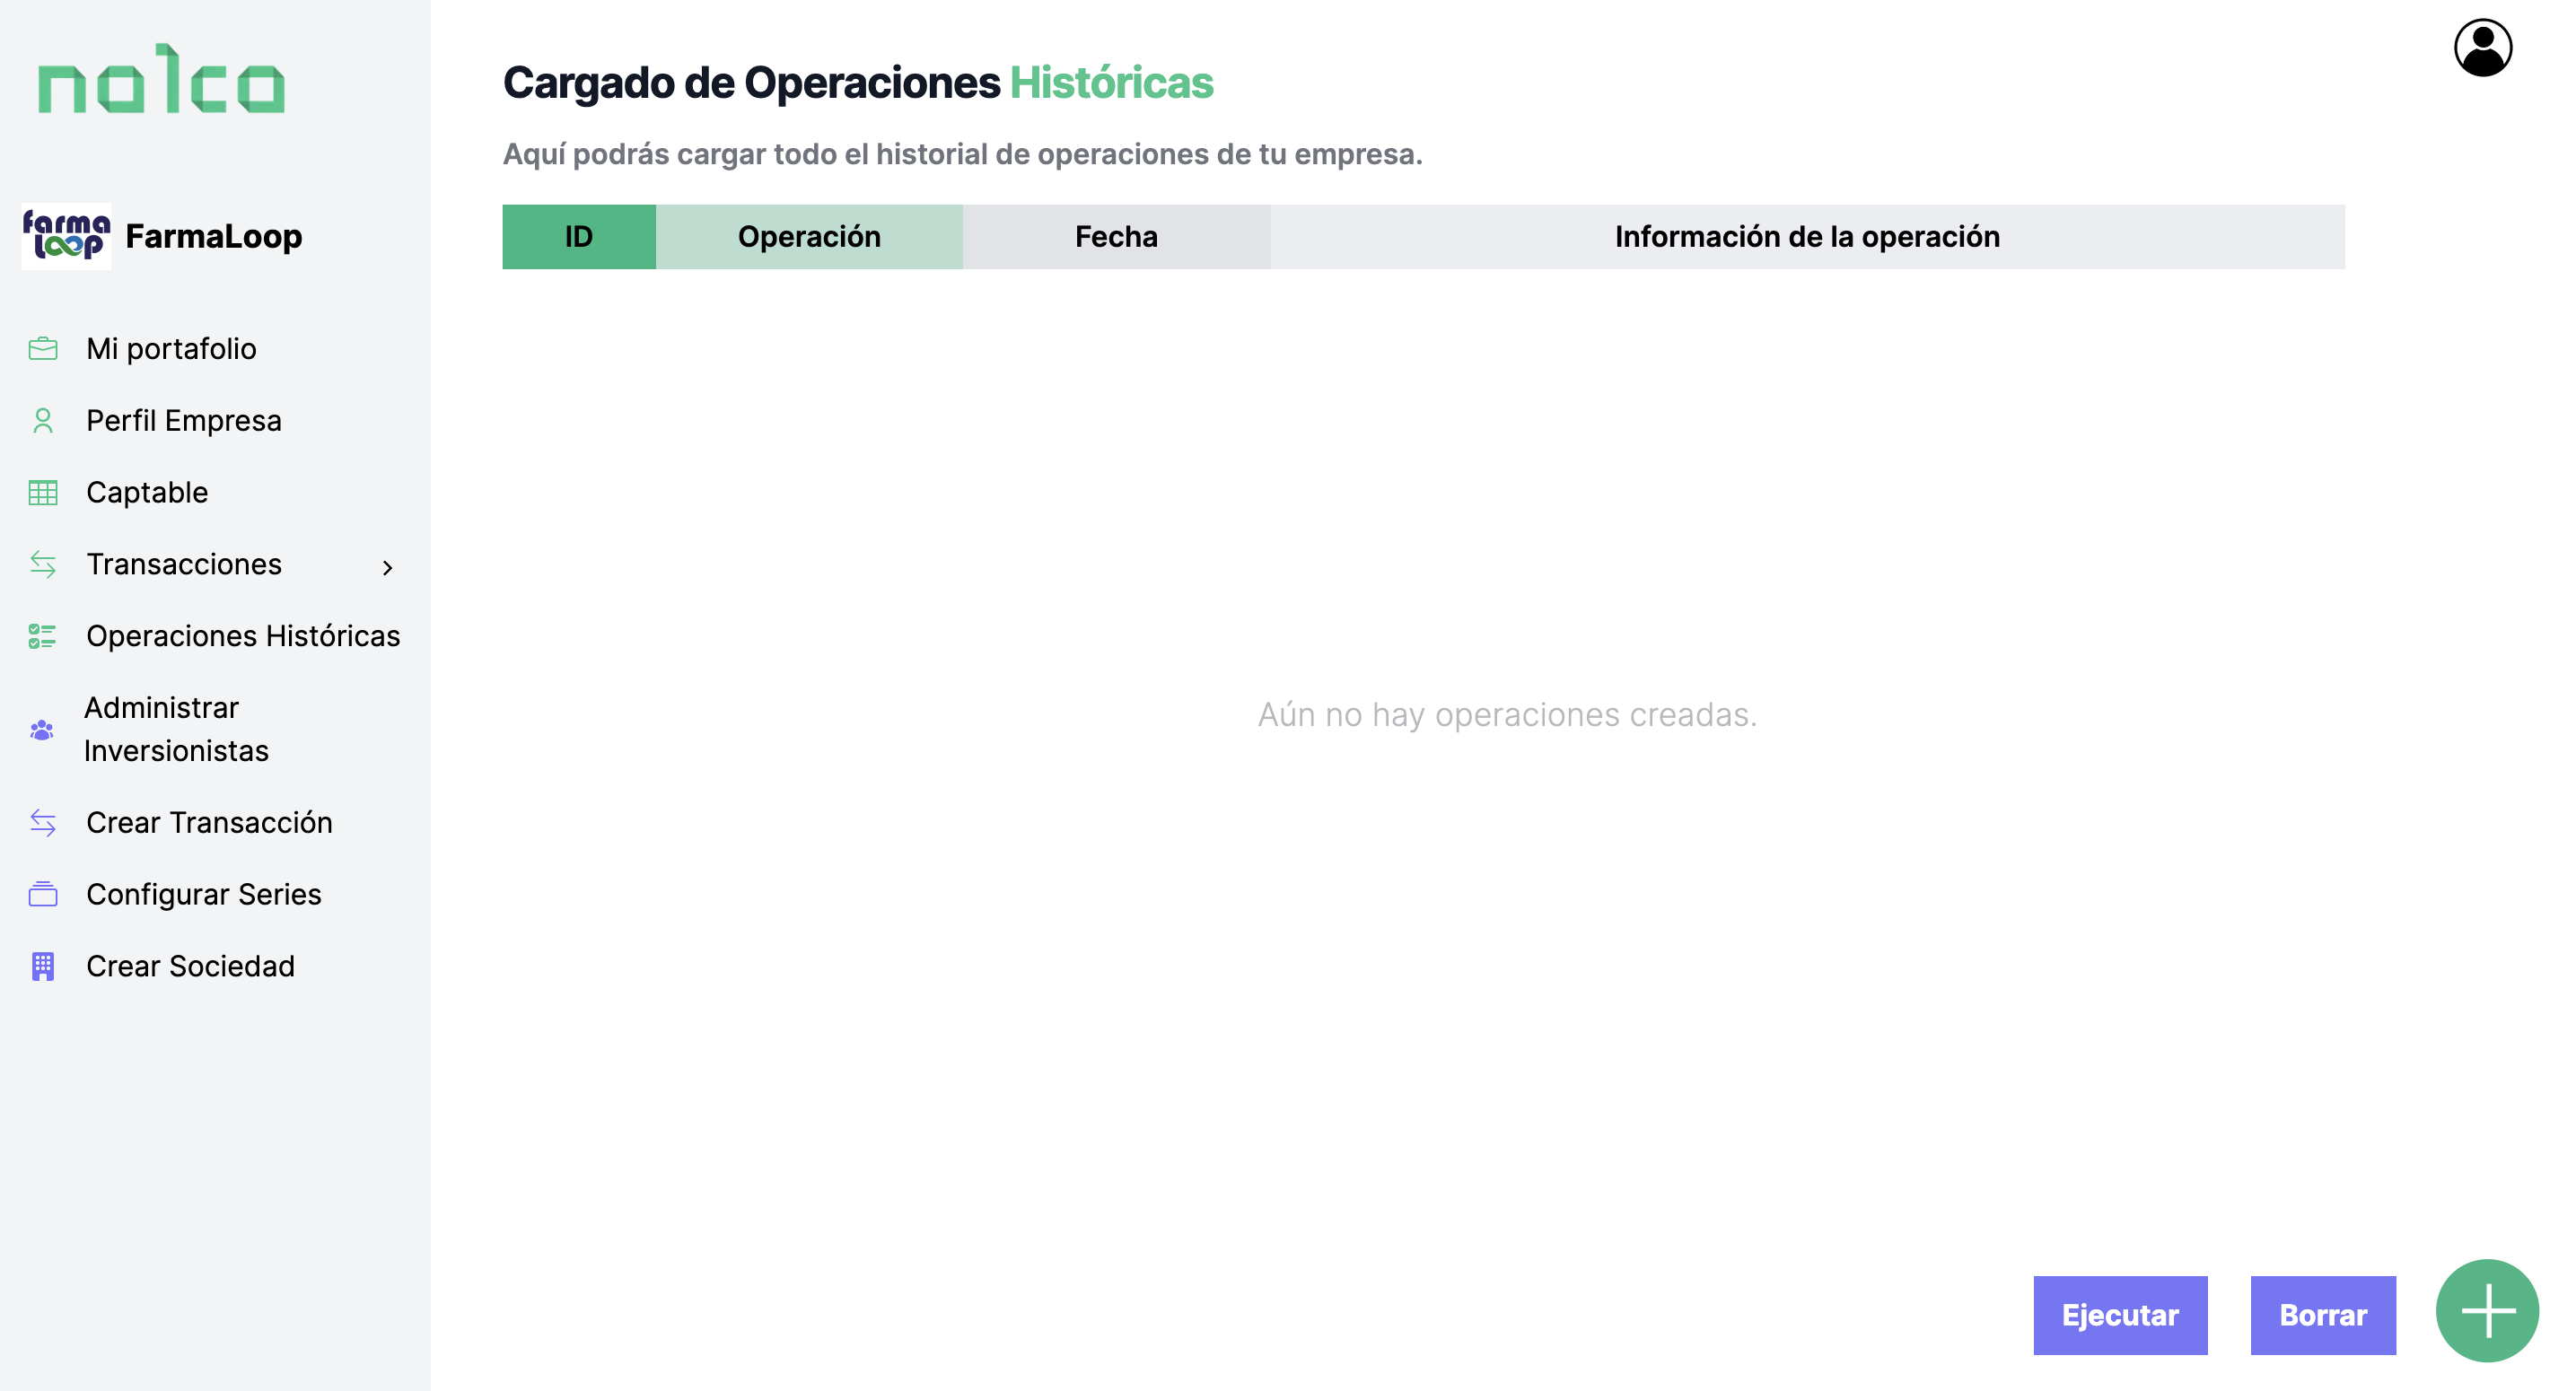 nalca
Cargado de Operaciones Históricas
Aquí podrás cargar todo el historial de operaciones de tu empresa.
farma
loop
FarmaLoop
ID Operación Fecha Información de la operación
Mi portafolio
Perfil Empresa
Captable
Transacciones
Operaciones Históricas
Administrar
Inversionistas
Crear Transacción
Configurar Series
Crear Sociedad
Aún no hay operaciones creadas.
Ejecutar
Borrar